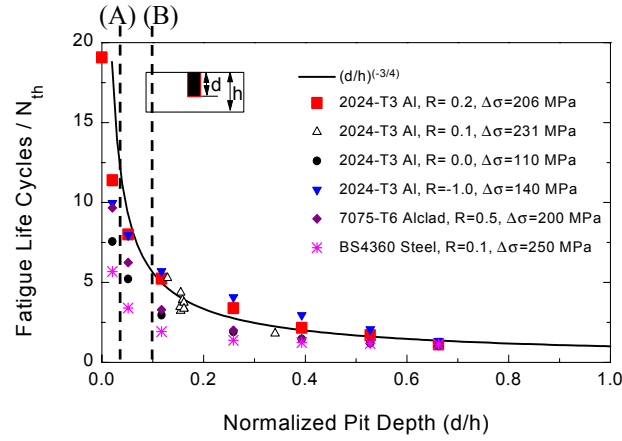 (A) (B)
20
15
10
5
0
0.0 0.2 0.4 0.6 0.8 1.0
Fatigue Life Cycles / N_th
Normalized Pit Depth (d/h)
d
h
(d/h)^(-3/4)
2024-T3 Al, R= 0.2, Δσ=206 MPa
2024-T3 Al, R= 0.1, Δσ=231 MPa
2024-T3 Al, R= 0.0, Δσ=110 MPa
2024-T3 Al, R=-1.0, Δσ=140 MPa
7075-T6 Alclad, R=0.5, Δσ=200 MPa
BS4360 Steel, R=0.1, Δσ=250 MPa